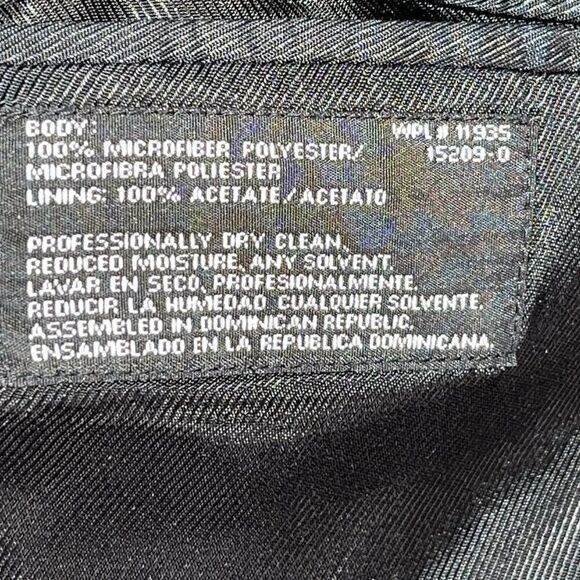 BODY: WPL# 11935
100% MICROFIBER POLYESTER/ 15209-0
MICROFIBRA POLIESTER
LINING: 100% ACETATE/ACETATO
PROFESSIONALLY DRY CLEAN,
REDUCED MOISTURE, ANY SOLVENT.
LAVAR EN SECO, PROFESIONALMENTE.
REDUCIR LA HUMEDAD CUALQUIER SOLVENTE.
ASSEMBLED IN DOMINICAN REPUBLIC.
ENSAMBLADO EN LA REPUBLICA DOMINICANA.